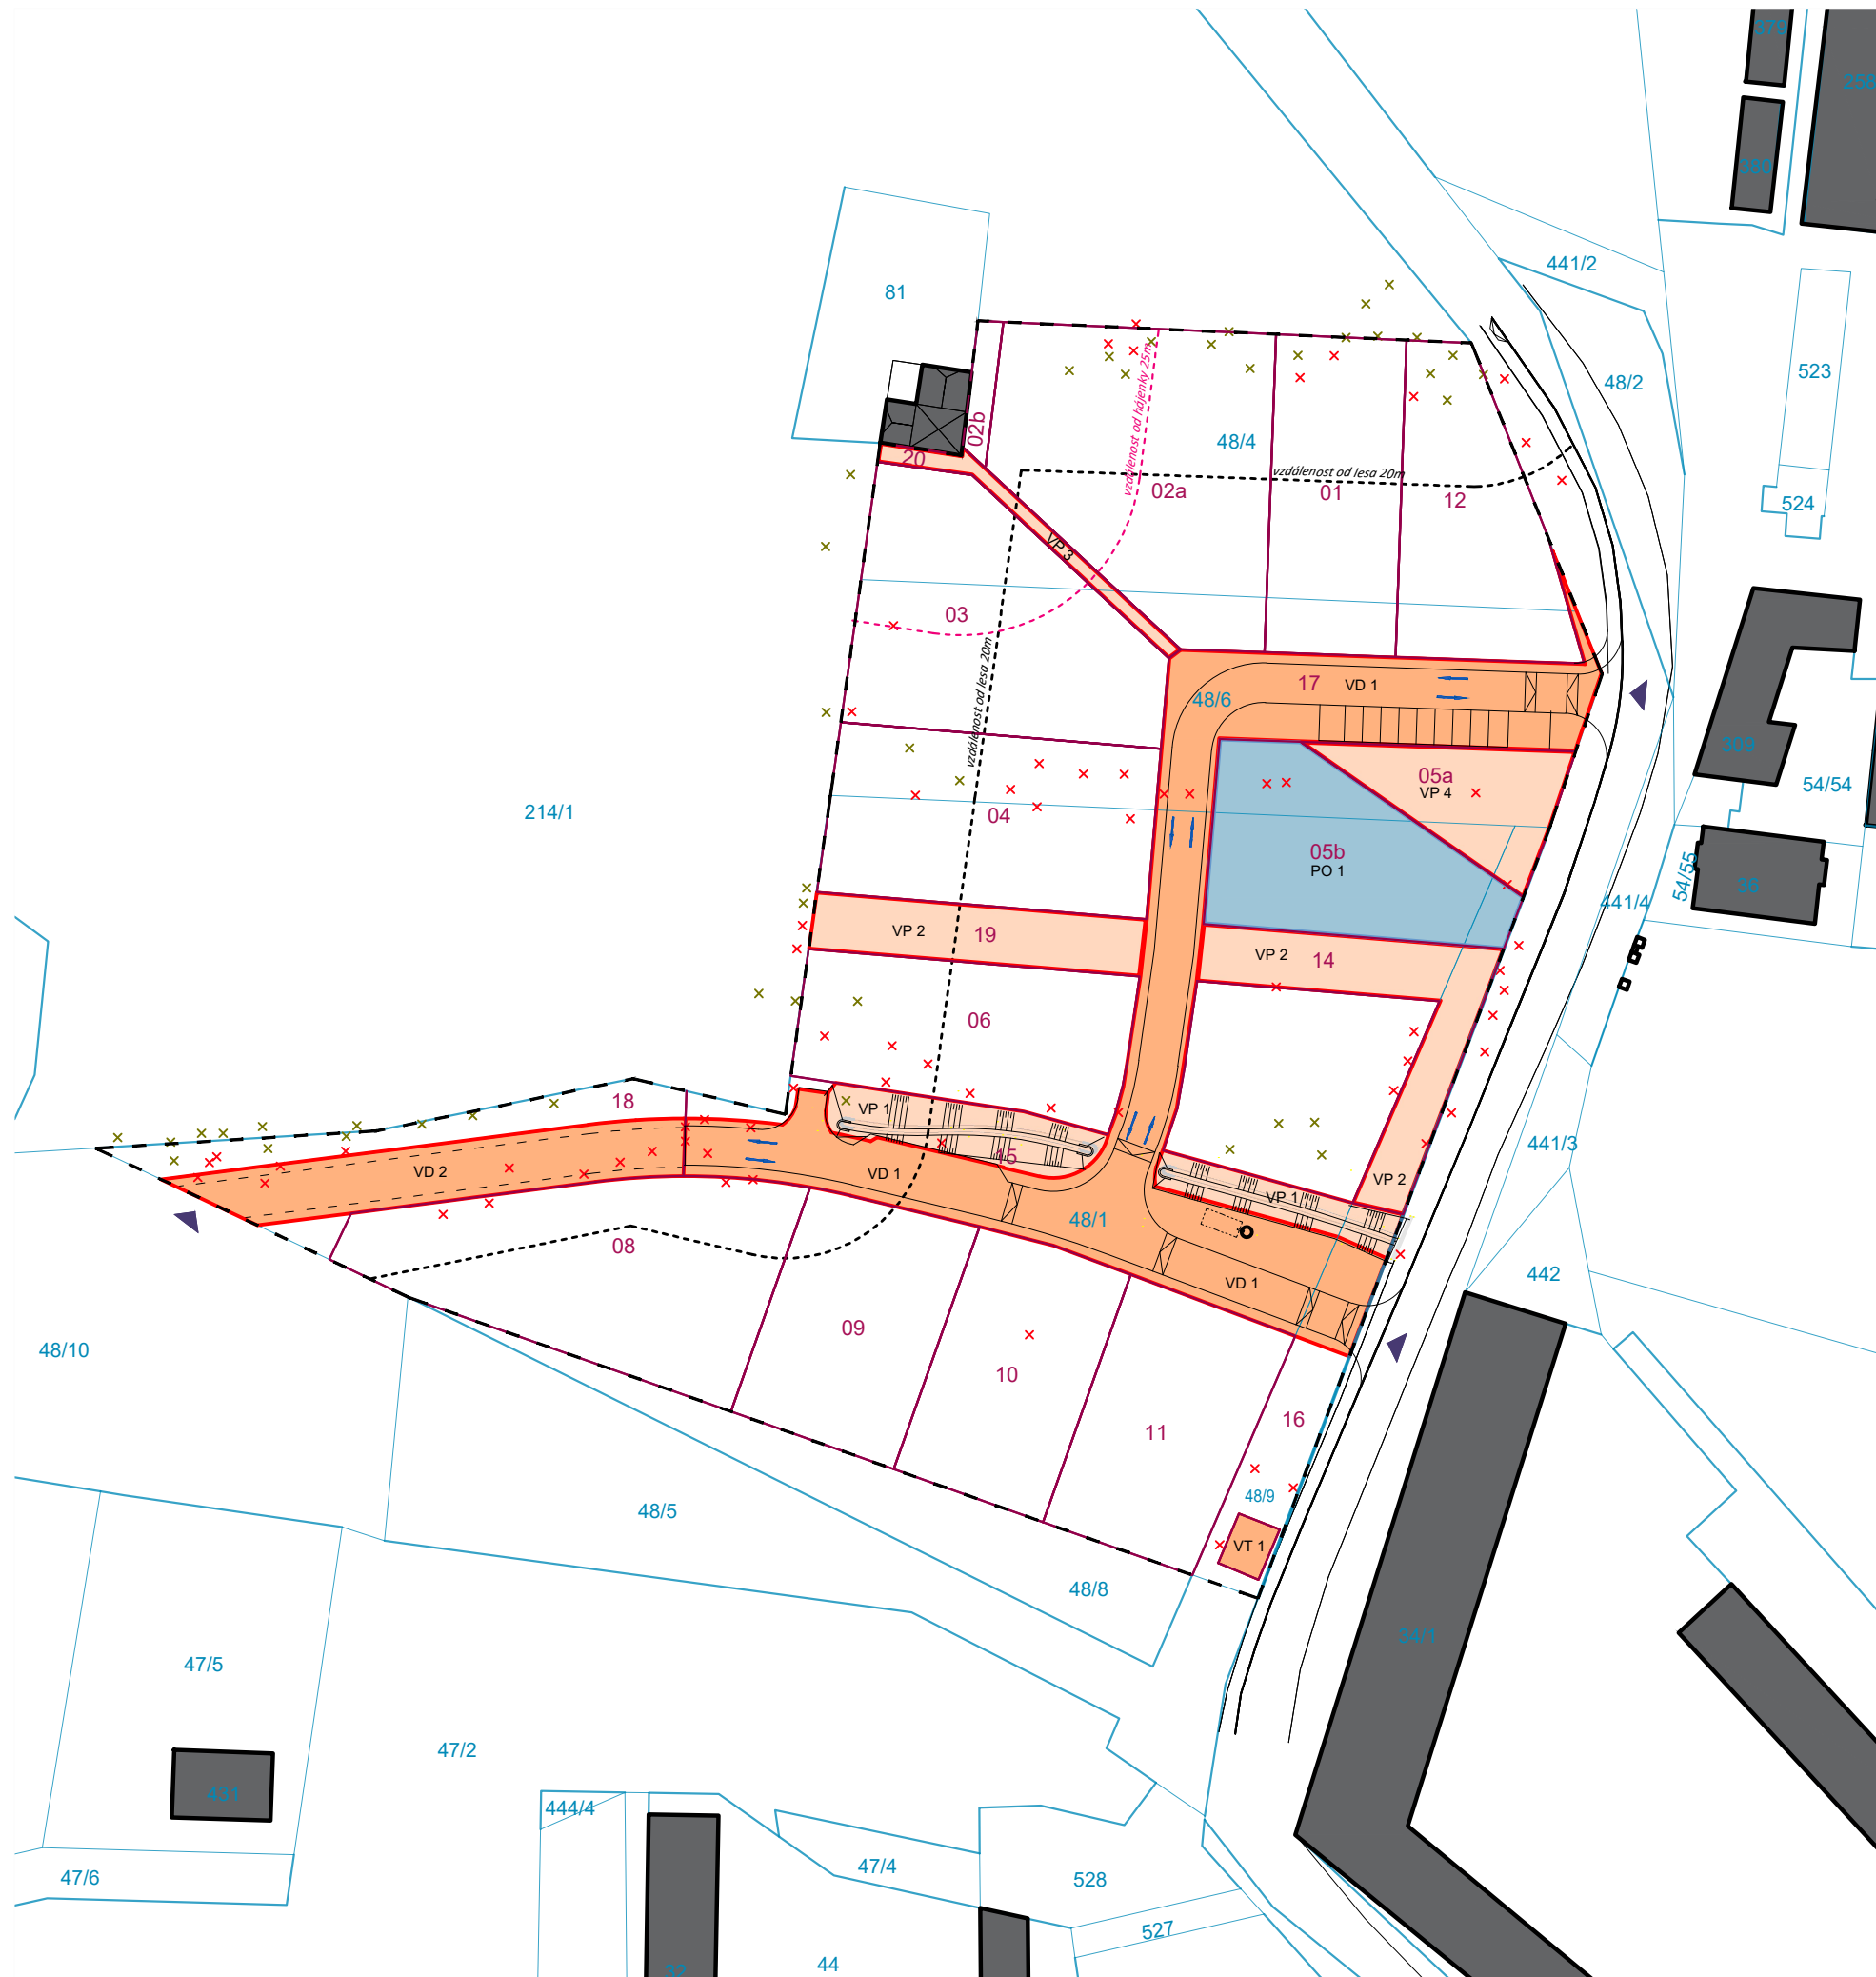 379
258
380
441/2
81
48/2
523
02b
48/4
vzdálenost od hájenky 25m
20
vzdálenost od lesa 20m
02a
01
12
524
VP 3
03
vzdálenost od lesa 20m
17
VD 1
48/6
309
05a
VP 4
54/54
214/1
04
05b
PO 1
54/55
36
441/4
VP 2
19
VP 2
14
06
18
VP 1
441/3
15
VD 2
VD 1
VP 2
VP 1
48/1
08
VD 1
442
09
48/10
10
16
11
48/9
48/5
VT 1
48/8
34/1
47/5
47/2
431
444/4
47/4
47/6
528
527
44
32